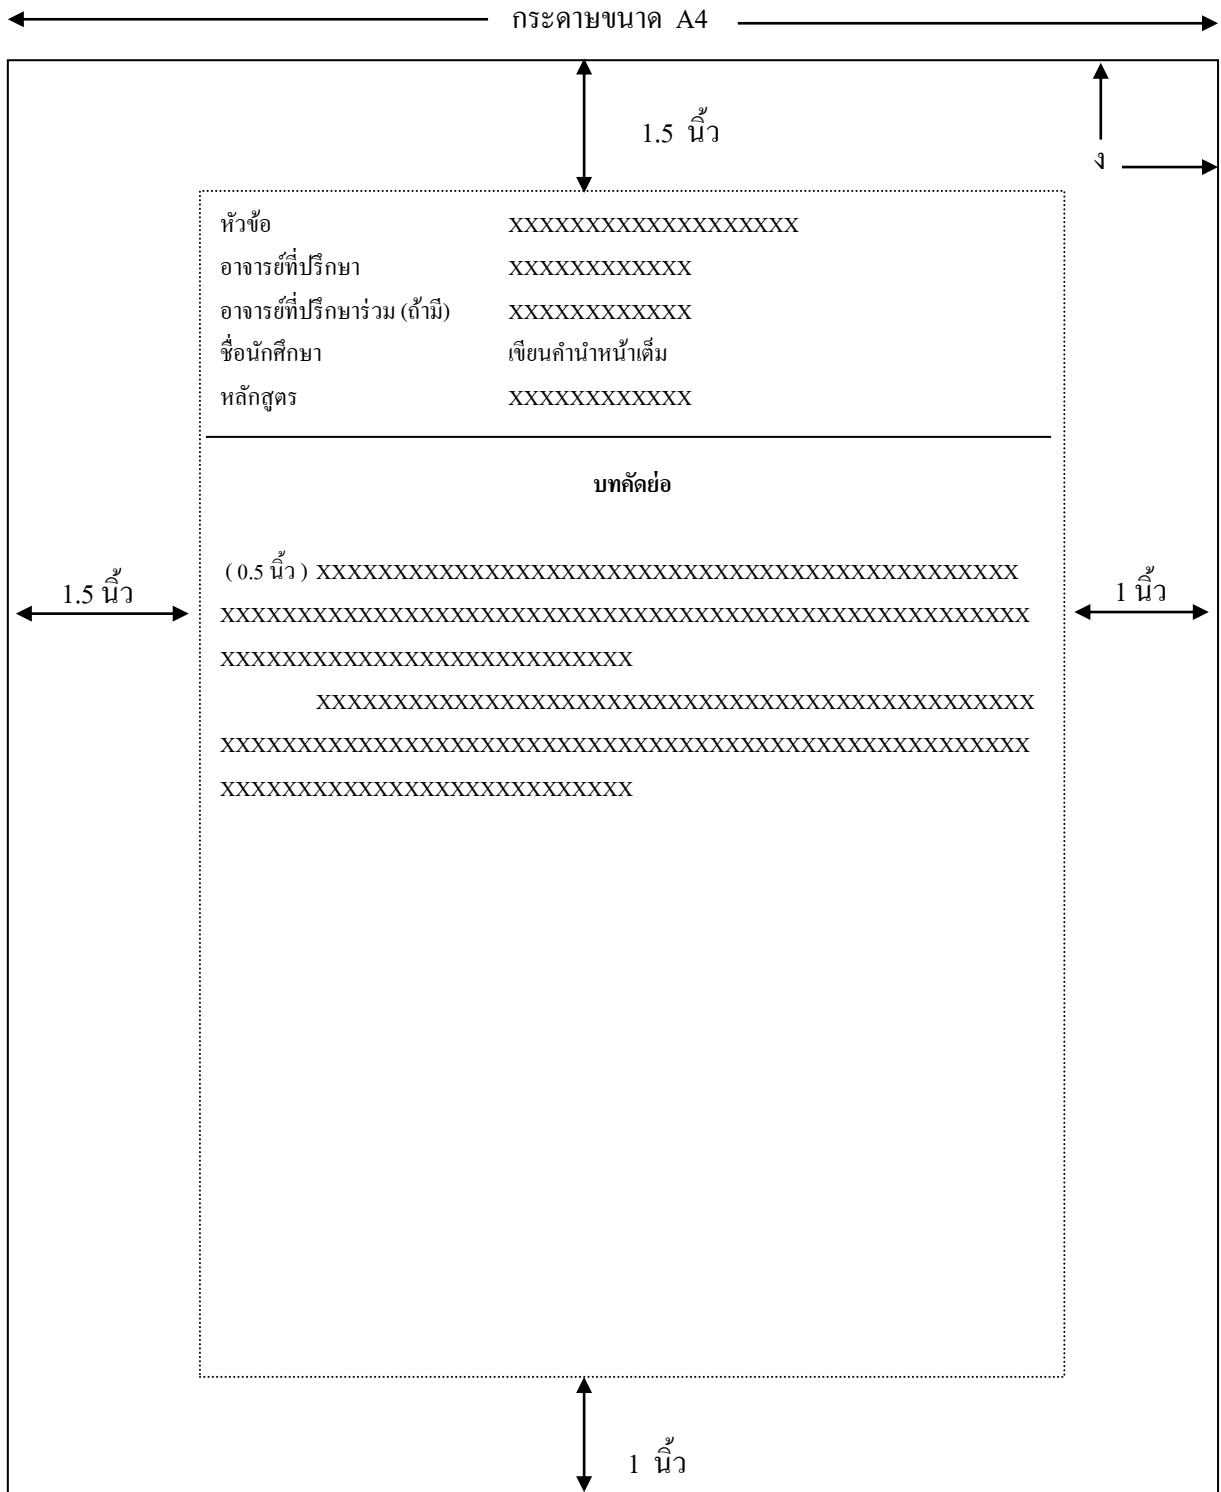 กระดาษขนาด A4
1.5 นิ้ว
ง
หัวข้อ XXXXXXXXXXXXXXXXXXX
อาจารย์ที่ปรึกษา XXXXXXXXXXXX
อาจารย์ที่ปรึกษาร่วม (ถ้ามี) XXXXXXXXXXXX
ชื่อนักศึกษา เขียนคำนำหน้าเต็ม
หลักสูตร XXXXXXXXXXXX
บทคัดย่อ
( 0.5 นิ้ว ) XXXXXXXXXXXXXXXXXXXXXXXXXXXXXXXXXXXXXXXXXXXXXX
1.5 นิ้ว
1 นิ้ว
XXXXXXXXXXXXXXXXXXXXXXXXXXXXXXXXXXXXXXXXXXXXXXXXXXXXX
XXXXXXXXXXXXXXXXXXXXXXXXXXX
XXXXXXXXXXXXXXXXXXXXXXXXXXXXXXXXXXXXXXXXXXXXXXX
XXXXXXXXXXXXXXXXXXXXXXXXXXXXXXXXXXXXXXXXXXXXXXXXXXXXX
XXXXXXXXXXXXXXXXXXXXXXXXXXX
1 นิ้ว